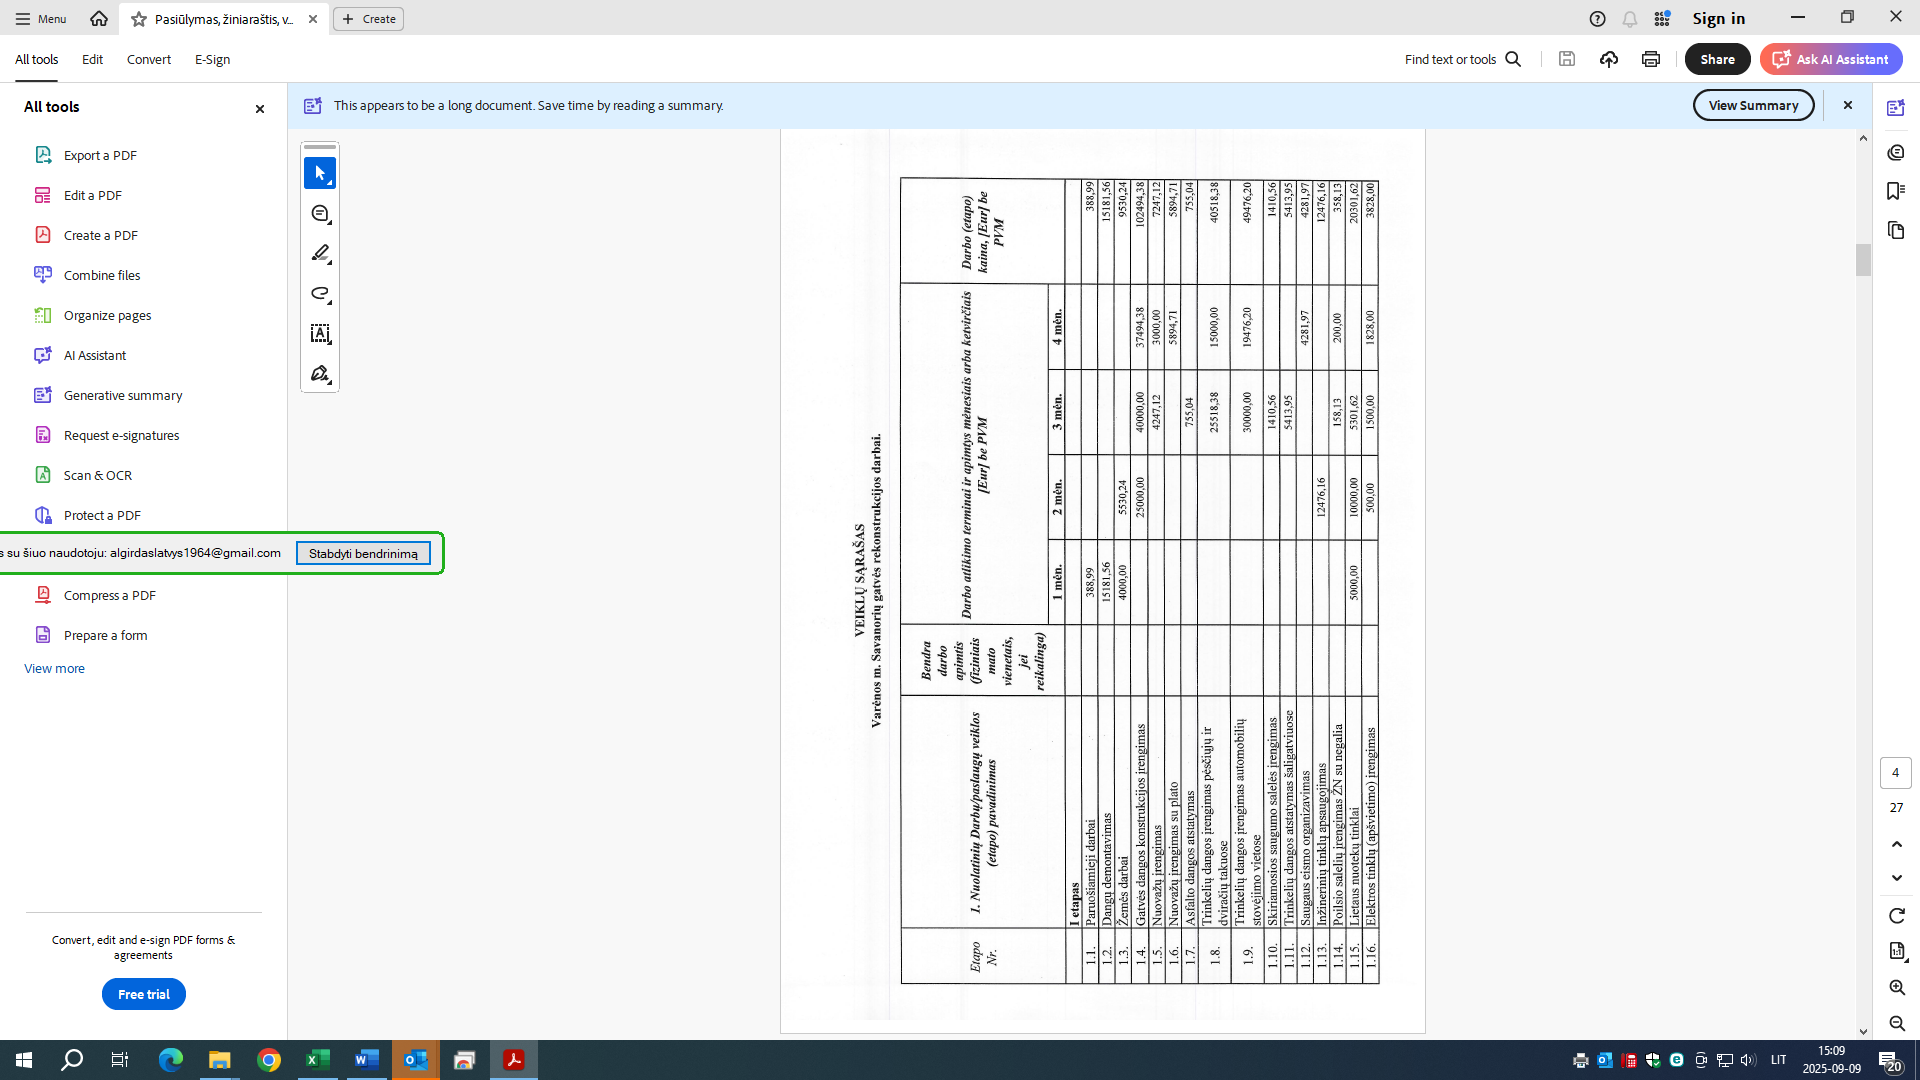 Menu
Pasiūlymas, žiniaraštis, v...
Create
Sign in
All tools
Edit
Convert
E-Sign
Find text or tools
Share
Ask AI Assistant
All tools
This appears to be a long document. Save time by reading a summary.
View Summary
Export a PDF
Edit a PDF
Create a PDF
Combine files
Organize pages
AI Assistant
Generative summary
Request e-signatures
Scan & OCR
Protect a PDF
s su šiuo naudotoju: algirdaslatys1964@gmail.com
Stabdyti bendrinimą
Compress a PDF
Prepare a form
View more
Convert, edit and e-sign PDF forms &
agreements
Free trial
VEIKLŲ SĄRAŠAS
Varėnos m. Savanorių gatvės rekonstrukcijos darbai.
Etapo Nr.
1. Nuolatinių Darbų/paslaugų veiklos (etapo) pavadinimas
Bendra darbo apimtis (fiziniais mato vienetais, jei reikalinga)
Darbo atlikimo terminai ir apimtys mėnesiais arba ketvirčiais [Eur] be PVM
Darbo (etapo) kaina, [Eur] be PVM
1 mėn. 2 mėn. 3 mėn. 4 mėn.
I etapas
1.1. Paruošiamieji darbai 388,99 388,99
1.2. Dangų demontavimas 15181,56 15181,56
1.3. Žemės darbai 4000,00 5530,24 9530,24
1.4. Gatvės dangos konstrukcijos įrengimas 25000,00 40000,00 37494,38 102494,38
1.5. Nuovažų įrengimas 4247,12 3000,00 7247,12
1.6. Nuovažų įrengimas su plato 5894,71 5894,71
1.7. Asfalto dangos atstatymas 755,04 755,04
1.8. Trinkelių dangos įrengimas pėsčiųjų ir dviračių takuose 25518,38 15000,00 40518,38
1.9. Trinkelių dangos įrengimas automobilių stovėjimo vietose 30000,00 19476,20 49476,20
1.10. Skiriamosios saugumo salelės įrengimas 1410,56 1410,56
1.11. Trinkelių dangos atstatymas šaligatviuose 5413,95 5413,95
1.12. Saugaus eismo organizavimas 4281,97 4281,97
1.13. Inžinerinių tinklų apsaugojimas 12476,16 12476,16
1.14. Poilsio salelių įrengimas ŽN su negalia 158,13 200,00 358,13
1.15. Lietaus nuotekų tinklai 5000,00 10000,00 5301,62 20301,62
1.16. Elektros tinklų (apšvietimo) įrengimas 500,00 1500,00 1828,00 3828,00
4
27
LIT
15:09
2025-09-09
20